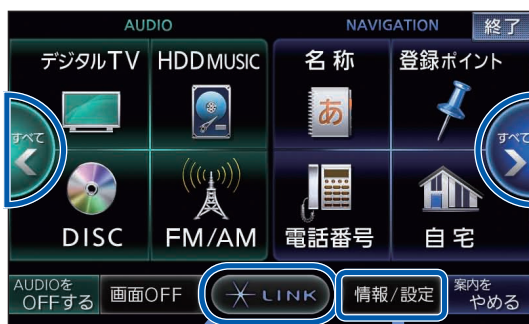 AUDIO
NAVIGATION
終了
デジタルTV
HDD MUSIC
名称
登録ポイント
すべて
あ
すべて
DISC
FM/AM
電話番号
自宅
AUDIOを
OFFする
画面OFF
LINK
情報/設定
案内を
やめる